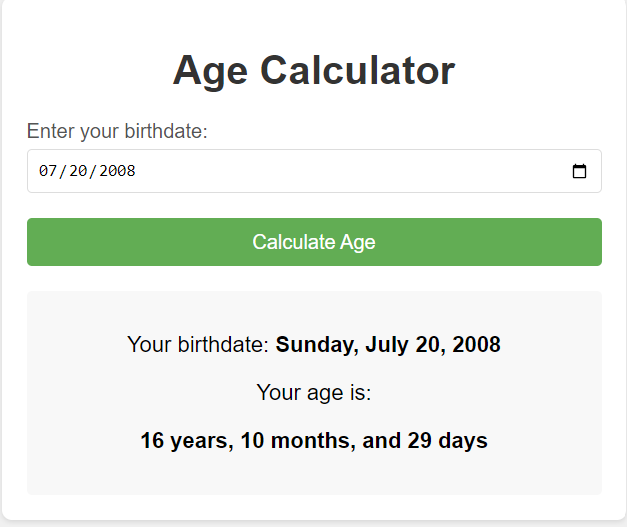 Age Calculator
Enter your birthdate:
07/20/2008
Calculate Age
Your birthdate: Sunday, July 20, 2008
Your age is:
16 years, 10 months, and 29 days